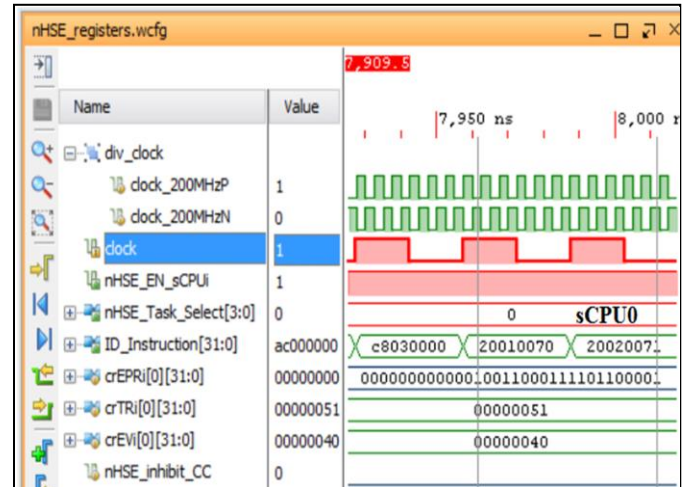 nHSE_registers.wcfg
7,909.5
Name Value
7,950 ns 8,000
div_clock
clock_200MHzP 1
clock_200MHzN 0
clock 1
nHSE_EN_sCPUi 1
nHSE_Task_Select[3:0] 0 0 sCPU0
ID_Instruction[31:0] ac000000 c8030000 20010070 20020071
crEPRi[0][31:0] 00000000
crTRi[0][31:0] 00000051 00000051
crEVi[0][31:0] 00000040 00000040
nHSE_inhibit_CC 0